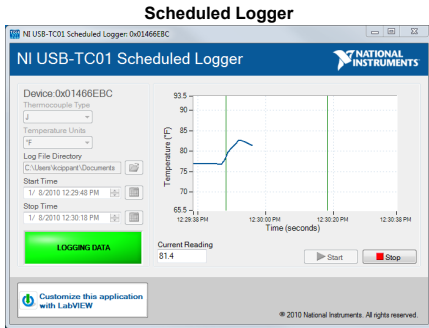 Scheduled Logger
NI USB-TC01 Scheduled Logger: 0x01466EBC
NI USB-TC01 Scheduled Logger
NATIONAL
INSTRUMENTS
Device:0x01466EBC
Thermocouple Type
J
Temperature Units
°F
Log File Directory
C:\Users\kcippant\Documents
Start Time
1/ 8/2010 12:29:48 PM
Stop Time
1/ 8/2010 12:30:18 PM
LOGGING DATA
Temperature (°F)
93.5
90
85
80
75
70
65.5
12:29:38 PM
12:30:00 PM
12:30:20 PM
12:30:38 PM
Time (seconds)
Current Reading
81.4
Start
Stop
Customize this application
with LabVIEW
© 2010 National Instruments. All rights reserved.